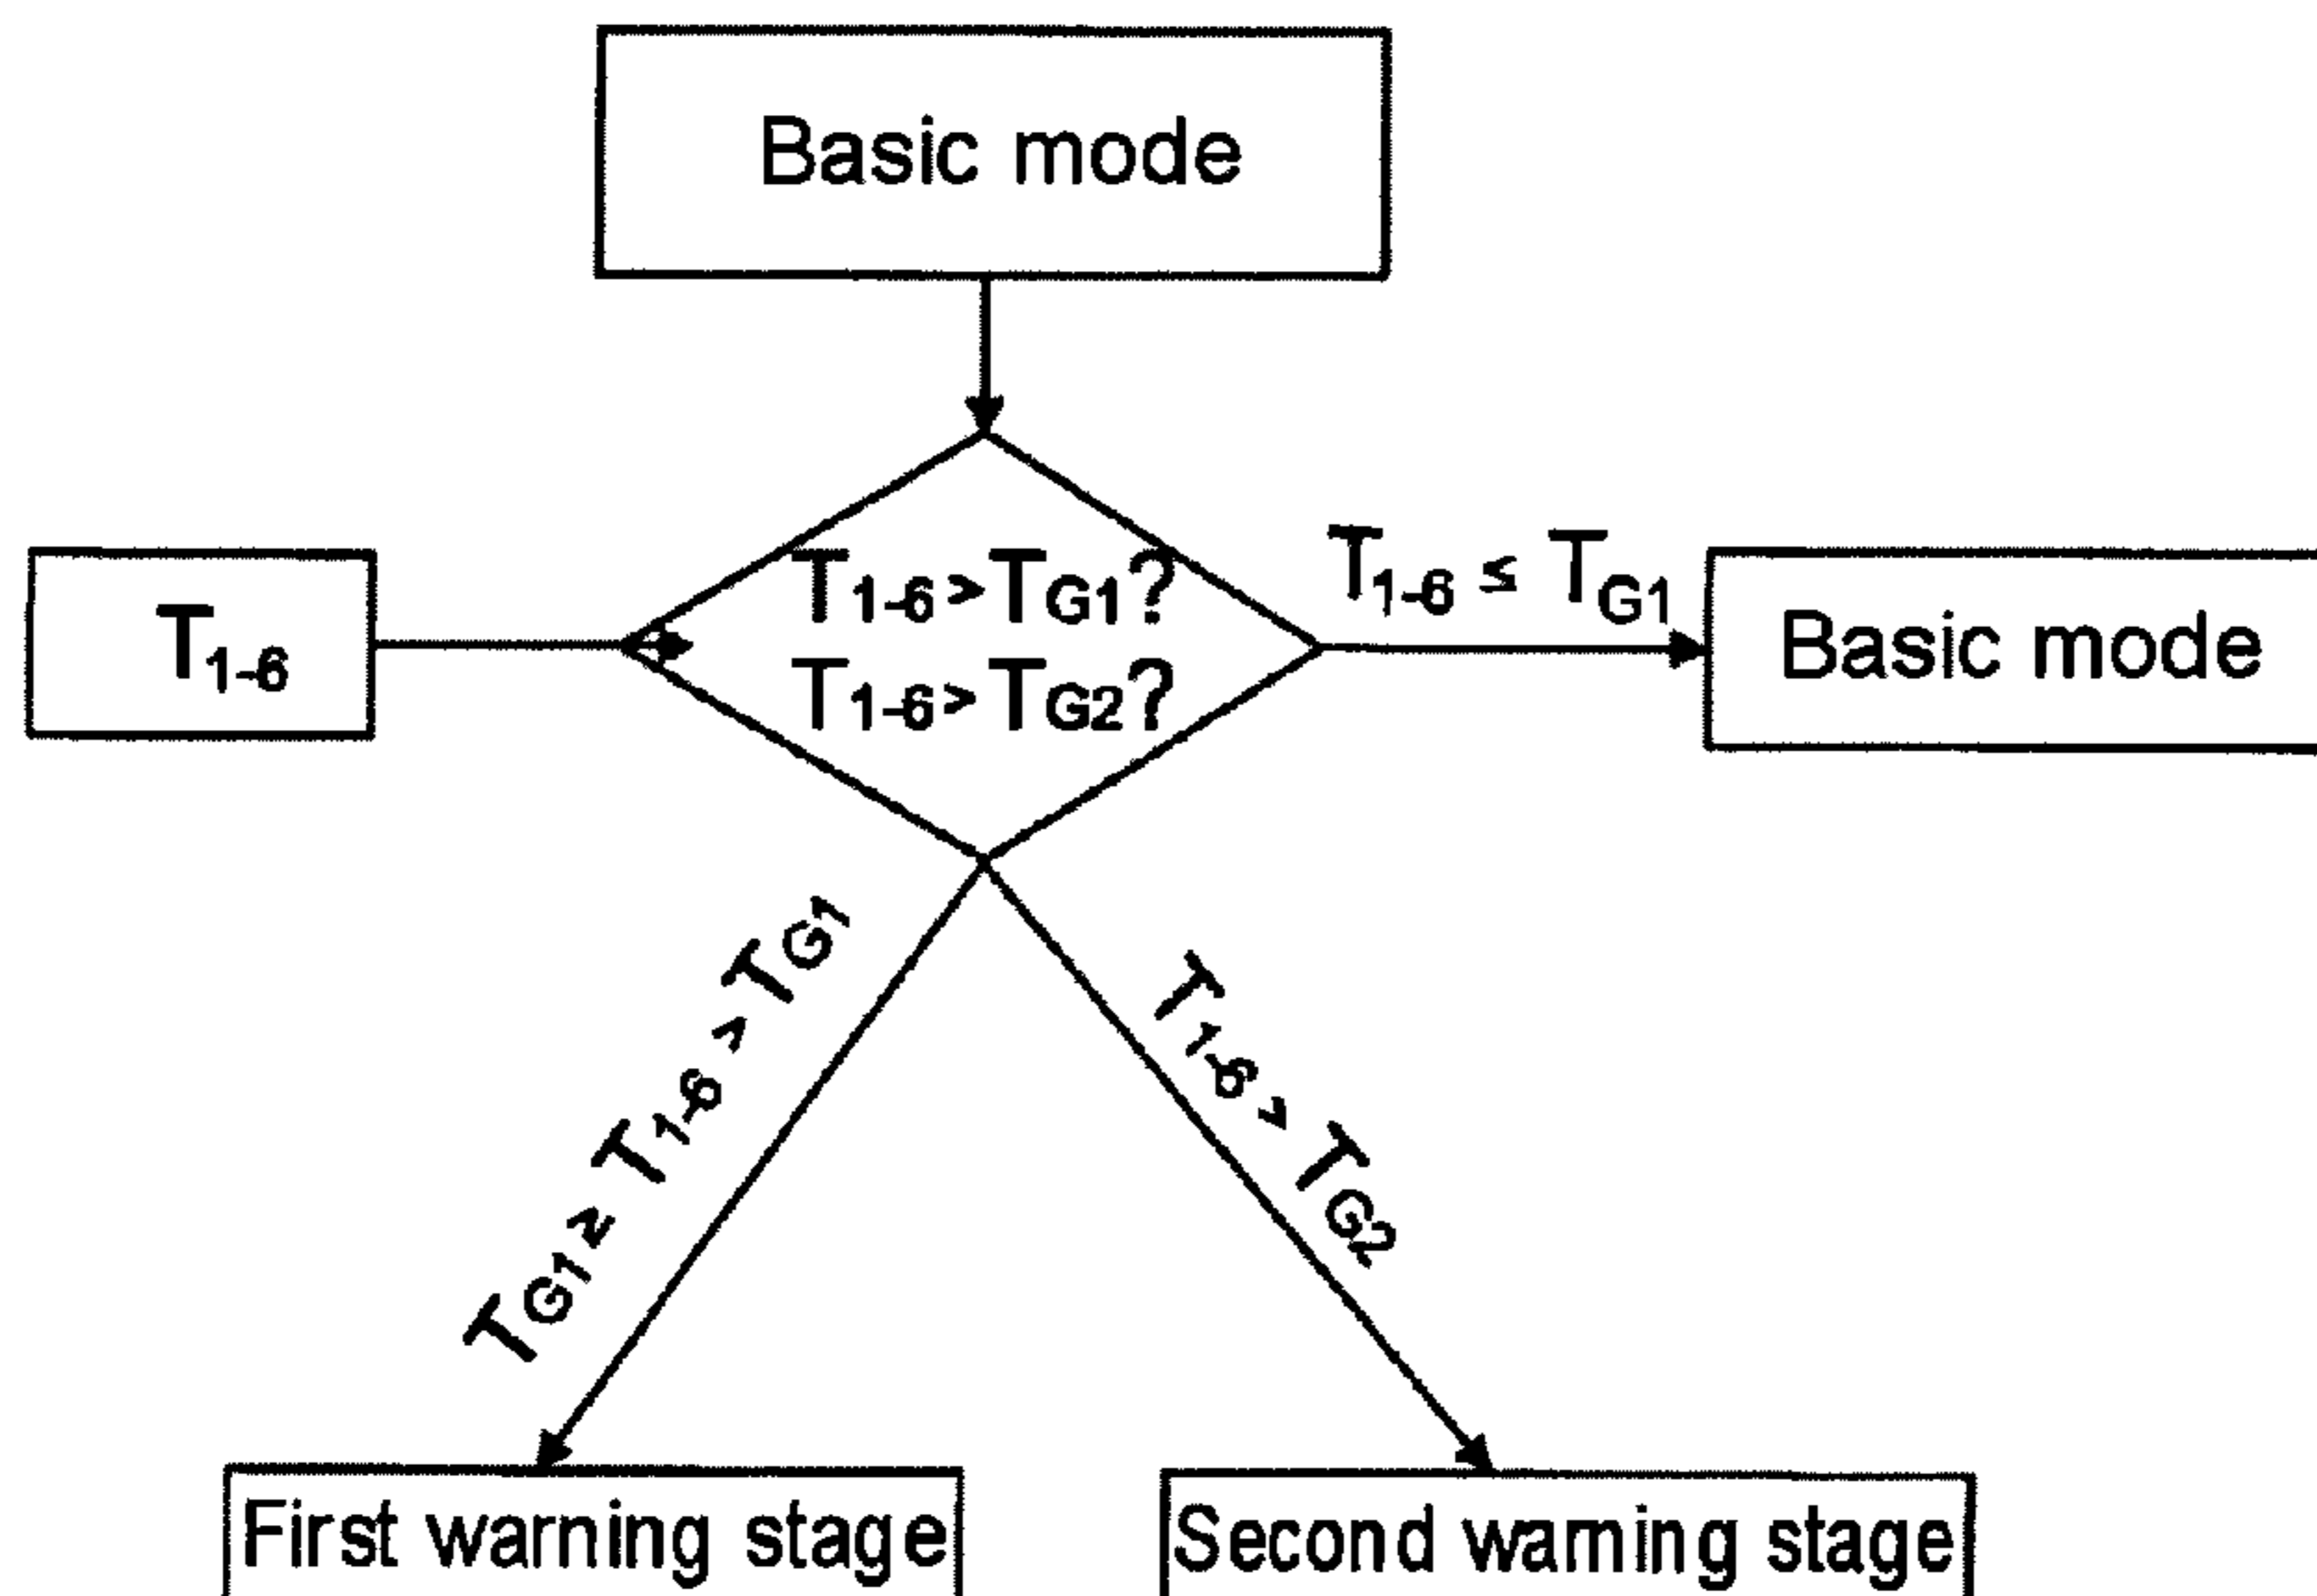 Basic mode
T1-6
T1-6>TG1?
T1-6>TG2?
T1-6 ≤ TG1
Basic mode
TG1≥ T1-6 > TG1
T1-6 > TG2
First warning stage
Second warning stage